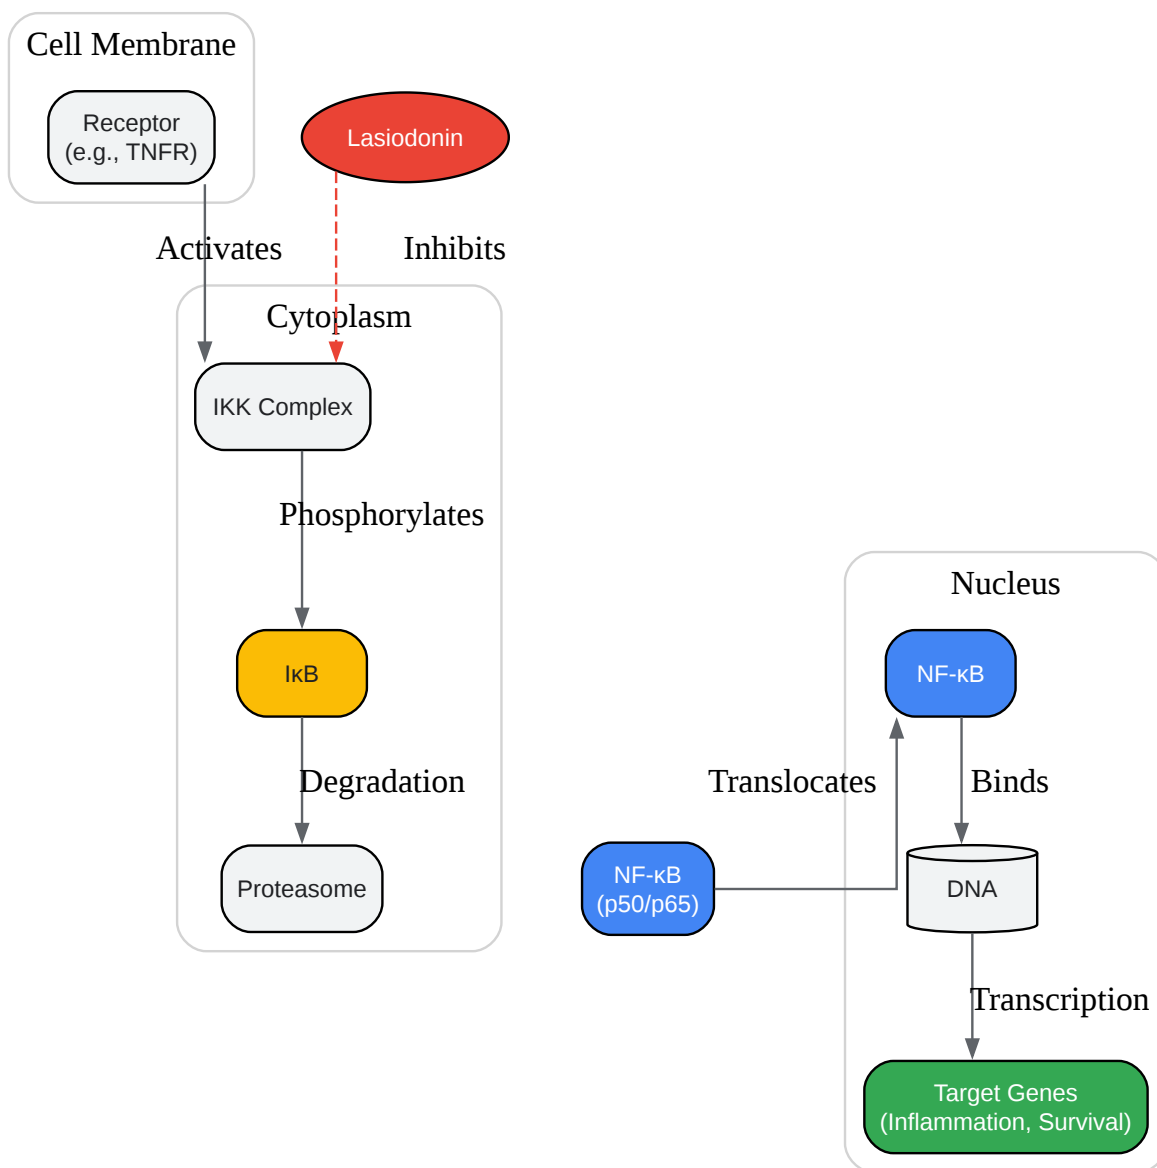 Cell Membrane
Receptor
(e.g., TNFR)
Lasiodonin
Activates
Inhibits
Cytoplasm
IKK Complex
Phosphorylates
IκB
Degradation
Proteasome
Nucleus
NF-κB
Translocates
Binds
NF-κB
(p50/p65)
DNA
Transcription
Target Genes
(Inflammation, Survival)